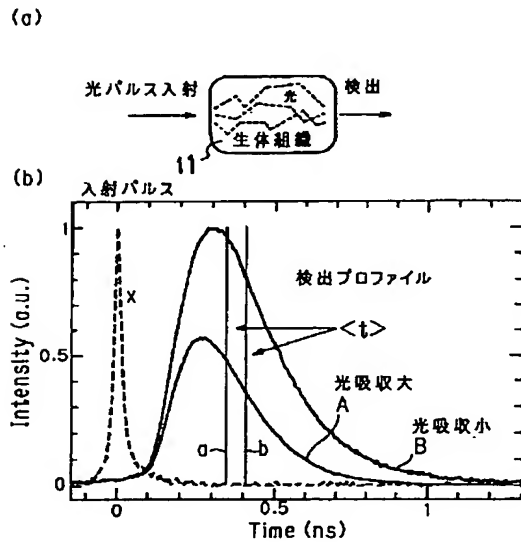 (a)
光パルス入射
光
検出
生体組織
11
(b)
入射パルス
1
x
検出プロファイル
<t>
0.5
光吸収大
A
光吸収小
B
a
b
0
Intensity (a.u.)
0
0.5
1
Time (ns)